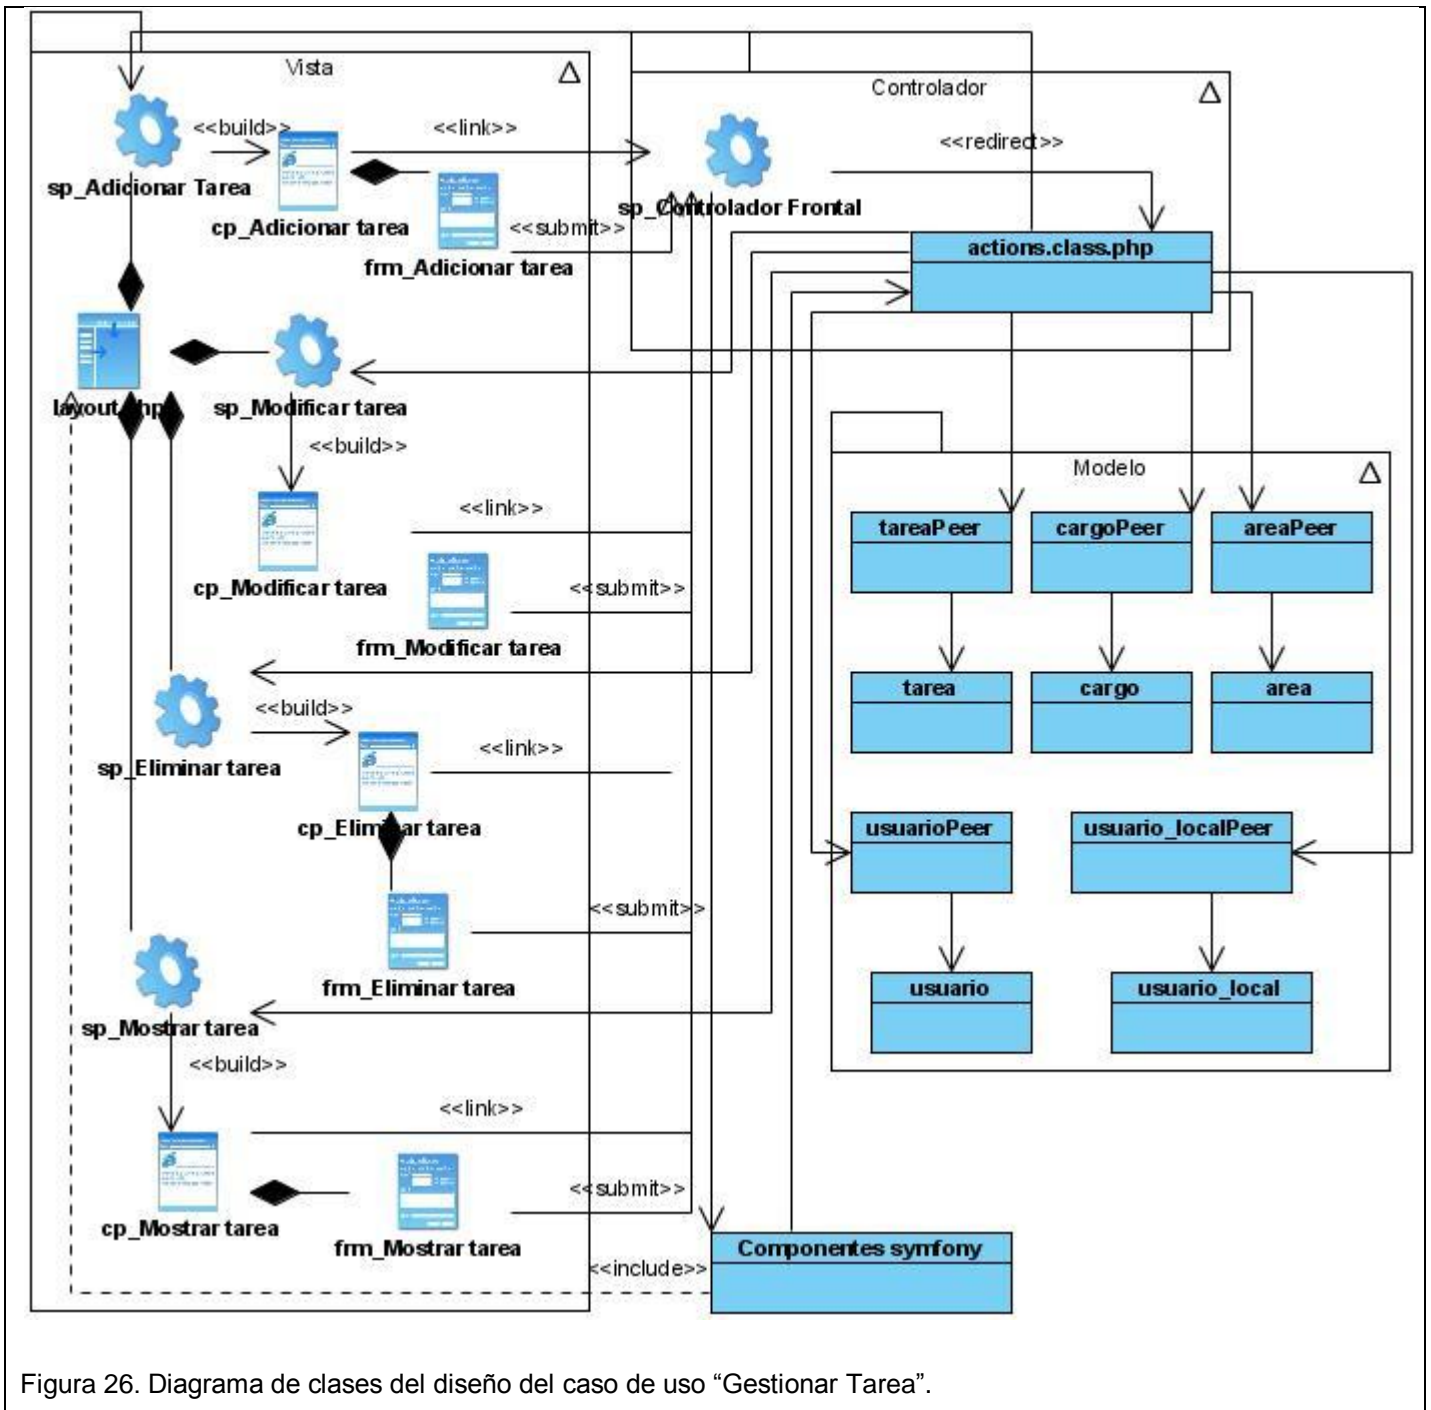 Vista
Controlador
<<build>>
<<link>>
<<redirect>>
sp_Adicionar Tarea
cp_Adicionar tarea
<<submit>>
frm_Adicionar tarea
sp_Controlador Frontal
actions.class.php
layout.php
sp_Modificar tarea
<<build>>
Modelo
<<link>>
tareaPeer
cargoPeer
areaPeer
cp_Modificar tarea
<<submit>>
frm_Modificar tarea
tarea
cargo
area
<<build>>
<<link>>
sp_Eliminar tarea
cp_Eliminar tarea
usuarioPeer
usuario_localPeer
<<submit>>
frm_Eliminar tarea
usuario
usuario_local
sp_Mostrar tarea
<<build>>
<<link>>
<<submit>>
cp_Mostrar tarea
frm_Mostrar tarea
Componentes symfony
<<include>>
Figura 26. Diagrama de clases del diseño del caso de uso “Gestionar Tarea”.